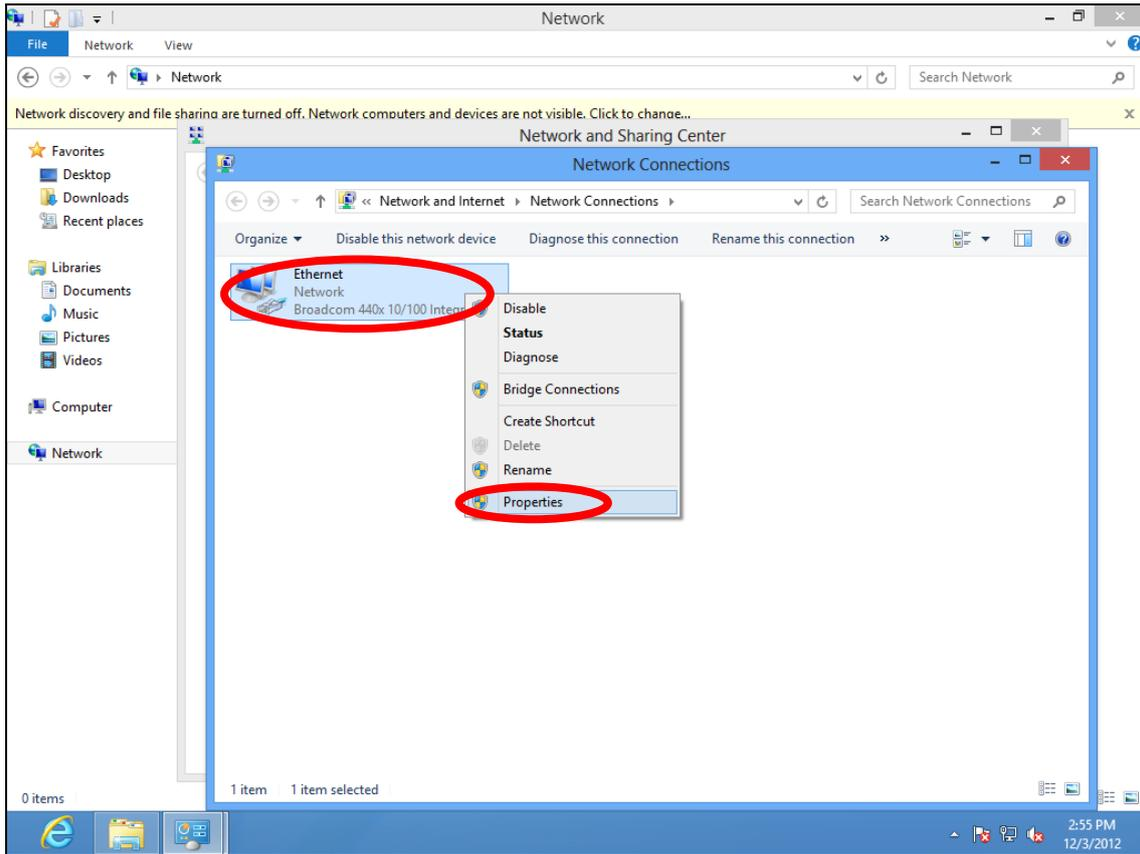 Network
File Network View
Network
Search Network
Network discovery and file sharing are turned off. Network computers and devices are not visible. Click to change...
Favorites
Desktop
Downloads
Recent places
Libraries
Documents
Music
Pictures
Videos
Computer
Network
0 items
Network and Sharing Center
Network Connections
« Network and Internet Network Connections
Search Network Connections
Organize Disable this network device Diagnose this connection Rename this connection »
Ethernet
Network
Broadcom 440x 10/100
Disable
Status
Diagnose
Bridge Connections
Create Shortcut
Delete
Rename
Properties
1 item 1 item selected
2:55 PM
12/3/2012